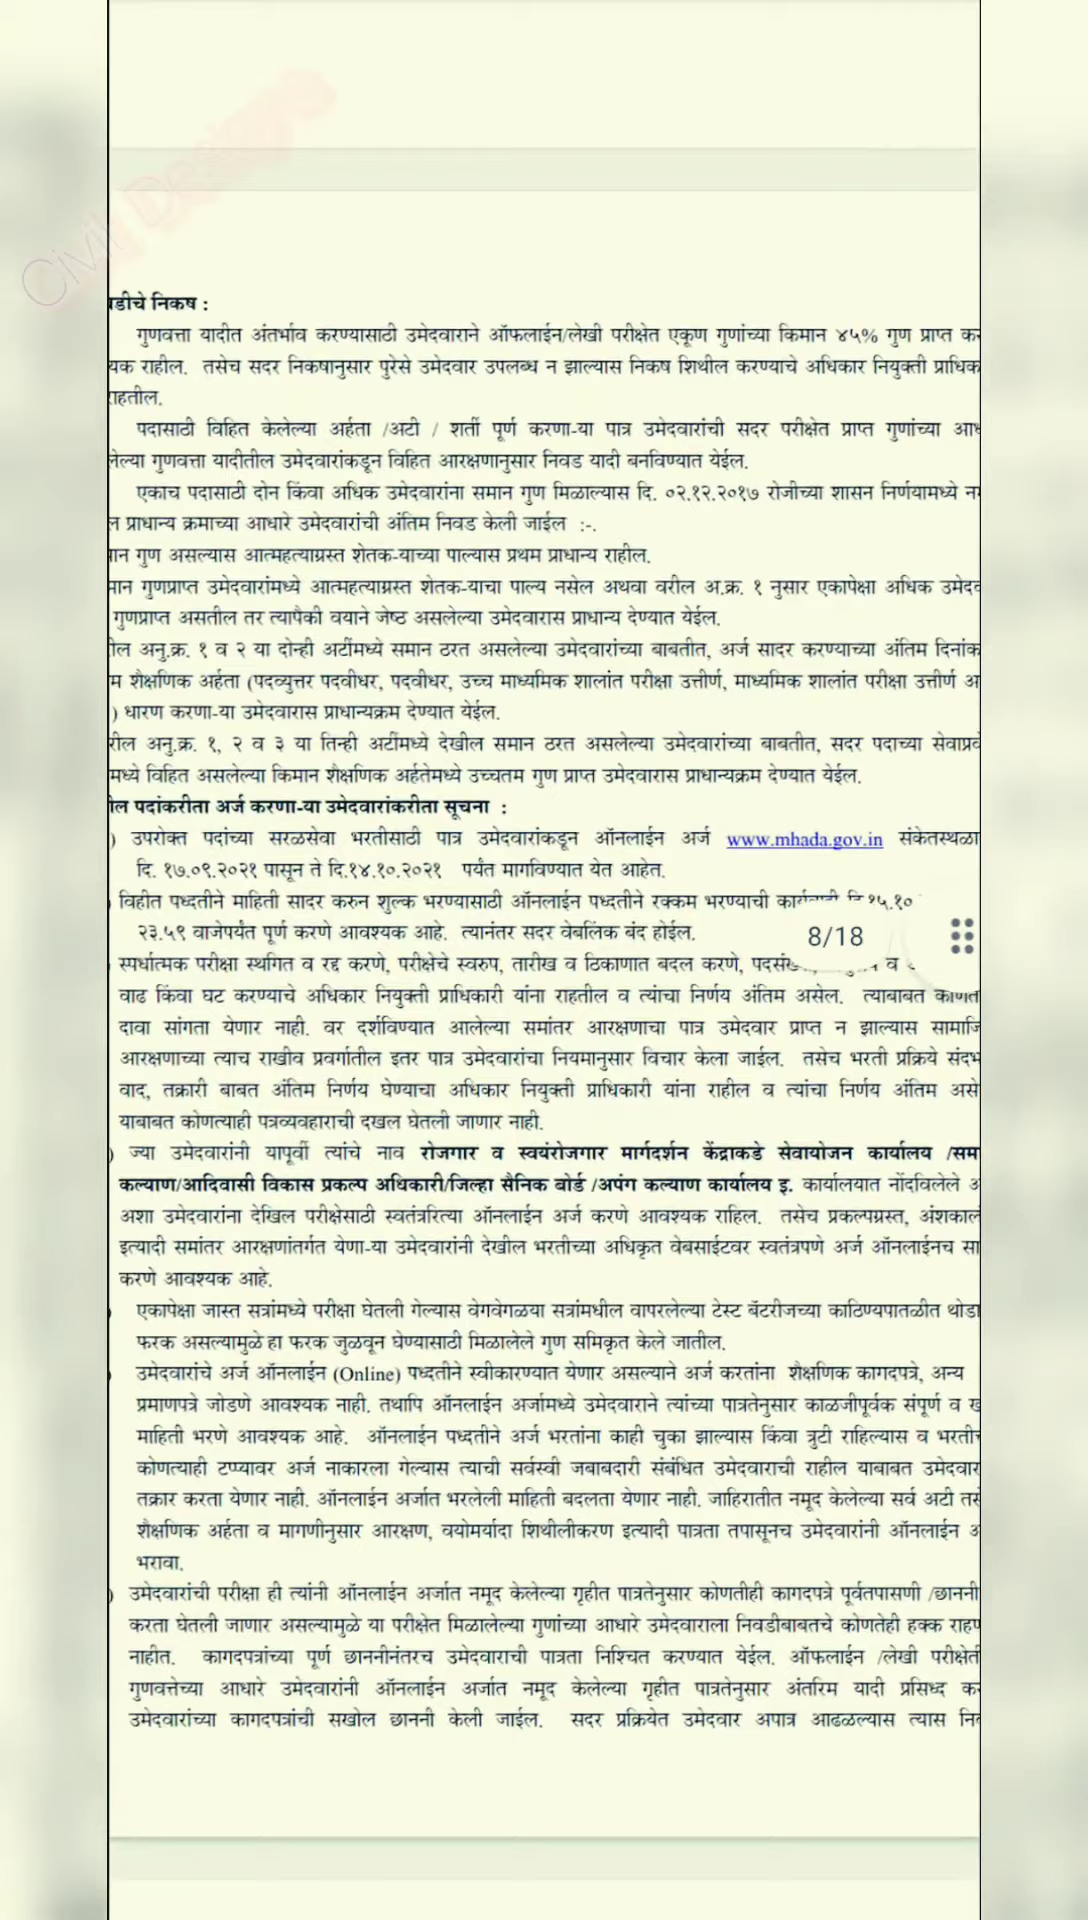 Civil Designs
निकष :
गुणवत्ता यादीत अंतर्भाव करण्यासाठी उमेदवाराने ऑफलाईन/लेखी परीक्षेत एकूण गुणांच्या किमान ४५% गुण प्राप्त
राहील. तसेच सदर निकषानुसार पुरेसे उमेदवार उपलब्ध न झाल्यास निकष शिथील करण्याचे अधिकार नियुक्ती
राहतील.
पदासाठी विहित केलेल्या अर्हता /अटी / शर्ती पूर्ण करणा-या पात्र उमेदवारांची सदर परीक्षेत प्राप्त गुणांच्या
गुणवत्ता यादीतील उमेदवारांकडून विहित आरक्षणानुसार निवड यादी बनविण्यात येईल.
एकाच पदासाठी दोन किंवा अधिक उमेदवारांना समान गुण मिळाल्यास दि. ०२.१२.२०१७ रोजीच्या शासन निर्णयामध्ये
प्राधान्य क्रमाच्या आधारे उमेदवारांची अंतिम निवड केली जाईल :-.
गुण असल्यास आत्महत्याग्रस्त शेतक-याच्या पाल्यास प्रथम प्राधान्य राहील.
गुणप्राप्त उमेदवारांमध्ये आत्महत्याग्रस्त शेतक-याचा पाल्य नसेल अथवा वरील अ.क्र. १ नुसार एकापेक्षा अधिक
गुणप्राप्त असतील तर त्यापैकी वयाने जेष्ठ असलेल्या उमेदवारास प्राधान्य देण्यात येईल.
अनु.क्र. १ व २ या दोन्ही अटींमध्ये समान ठरत असलेल्या उमेदवारांच्या बाबतीत, अर्ज सादर करण्याच्या अंतिम
शैक्षणिक अर्हता (पदव्युत्तर पदवीधर, पदवीधर, उच्च माध्यमिक शालांत परीक्षा उत्तीर्ण, माध्यमिक शालांत परीक्षा उत्तीर्ण
) धारण करणा-या उमेदवारास प्राधान्यक्रम देण्यात येईल.
अनु.क्र. १, २ व ३ या तिन्ही अटींमध्ये देखील समान ठरत असलेल्या उमेदवारांच्या बाबतीत, सदर पदाच्या
विहित असलेल्या किमान शैक्षणिक अर्हतेमध्ये उच्चतम गुण प्राप्त उमेदवारास प्राधान्यक्रम देण्यात येईल.
पदांकरीता अर्ज करणा-या उमेदवारांकरीता सूचना :
) उपरोक्त पदांच्या सरळसेवा भरतीसाठी पात्र उमेदवारांकडून ऑनलाईन अर्ज www.mhada.gov.in
दि. १७.०९.२०२१ पासून ते दि.१४.१०.२०२१ पर्यंत मागविण्यात येत आहेत.
विहीत पध्दतीने माहिती सादर करुन शुल्क भरण्यासाठी ऑनलाईन पध्दतीने रक्कम भरण्याची
२३.५९ वाजेपर्यंत पूर्ण करणे आवश्यक आहे. त्यानंतर सदर वेबलिंक बंद होईल.
8/18
स्पर्धात्मक परीक्षा स्थगित व रद्द करणे, परीक्षेचे स्वरुप, तारीख व ठिकाणात बदल करणे, व
वाढ किंवा घट करण्याचे अधिकार नियुक्ती प्राधिकारी यांना राहतील व त्यांचा निर्णय अंतिम असेल. त्याबाबत
दावा सांगता येणार नाही. वर दर्शविण्यात आलेल्या समांतर आरक्षणाचा पात्र उमेदवार प्राप्त न झाल्यास
आरक्षणाच्या त्याच राखीव प्रवर्गातील इतर पात्र उमेदवारांचा नियमानुसार विचार केला जाईल. तसेच भरती प्रक्रिये
वाद, तक्रारी बाबत अंतिम निर्णय घेण्याचा अधिकार नियुक्ती प्राधिकारी यांना राहील व त्यांचा निर्णय अंतिम
याबाबत कोणत्याही पत्रव्यवहाराची दखल घेतली जाणार नाही.
) ज्या उमेदवारांनी यापूर्वी त्यांचे नाव रोजगार व स्वयंरोजगार मार्गदर्शन केंद्राकडे सेवायोजन कार्यालय
कल्याण/आदिवासी विकास प्रकल्प अधिकारी/जिल्हा सैनिक बोर्ड /अपंग कल्याण कार्यालय इ. कार्यालयात नोंदविलेले
अशा उमेदवारांना देखिल परीक्षेसाठी स्वतंत्ररित्या ऑनलाईन अर्ज करणे आवश्यक राहिल. तसेच प्रकल्पग्रस्त,
इत्यादी समांतर आरक्षणांतर्गत येणा-या उमेदवारांनी देखील भरतीच्या अधिकृत वेबसाईटवर स्वतंत्रपणे अर्ज ऑनलाईनच
करणे आवश्यक आहे.
एकापेक्षा जास्त सत्रांमध्ये परीक्षा घेतली गेल्यास वेगवेगळया सत्रांमधील वापरलेल्या टेस्ट बॅटरीजच्या काठिण्यपातळीत
फरक असल्यामुळे हा फरक जुळवून घेण्यासाठी मिळालेले गुण समिकृत केले जातील.
उमेदवारांचे अर्ज ऑनलाईन (Online) पध्दतीने स्वीकारण्यात येणार असल्याने अर्ज करतांना शैक्षणिक कागदपत्रे, अन्य
प्रमाणपत्रे जोडणे आवश्यक नाही. तथापि ऑनलाईन अर्जामध्ये उमेदवाराने त्यांच्या पात्रतेनुसार काळजीपूर्वक संपूर्ण व
माहिती भरणे आवश्यक आहे. ऑनलाईन पध्दतीने अर्ज भरतांना काही चुका झाल्यास किंवा त्रुटी राहिल्यास व
कोणत्याही टप्प्यावर अर्ज नाकारला गेल्यास त्याची सर्वस्वी जबाबदारी संबंधित उमेदवाराची राहील याबाबत
तक्रार करता येणार नाही. ऑनलाईन अर्जात भरलेली माहिती बदलता येणार नाही. जाहिरातीत नमूद केलेल्या सर्व अटी
शैक्षणिक अर्हता व मागणीनुसार आरक्षण, वयोमर्यादा शिथीलीकरण इत्यादी पात्रता तपासूनच उमेदवारांनी ऑनलाईन
भरावा.
) उमेदवारांची परीक्षा ही त्यांनी ऑनलाईन अर्जात नमूद केलेल्या गृहीत पात्रतेनुसार कोणतीही कागदपत्रे पूर्वतपासणी /छाननी
करता घेतली जाणार असल्यामुळे या परीक्षेत मिळालेल्या गुणांच्या आधारे उमेदवाराला निवडीबाबतचे कोणतेही हक्क
नाहीत. कागदपत्रांच्या पूर्ण छाननीनंतरच उमेदवाराची पात्रता निश्चित करण्यात येईल. ऑफलाईन /लेखी
गुणवत्तेच्या आधारे उमेदवारांनी ऑनलाईन अर्जात नमूद केलेल्या गृहीत पात्रतेनुसार अंतरिम यादी प्रसिध्द
उमेदवारांच्या कागदपत्रांची सखोल छाननी केली जाईल. सदर प्रक्रियेत उमेदवार अपात्र आढळल्यास त्यास